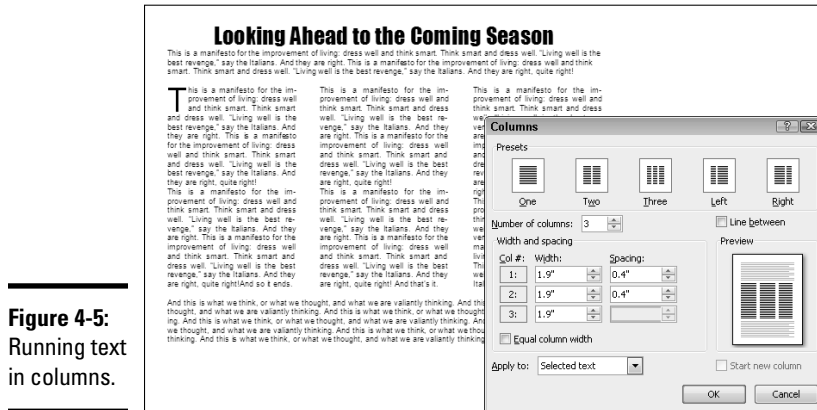 Looking Ahead to the Coming Season
This is a manifesto for the improvement of living: dress well and think smart. Think smart and dress well. "Living well is the
best revenge," say the Italians. And they are right. This is a manifesto for the improvement of living: dress well and think
smart. Think smart and dress well. "Living well is the best revenge," say the Italians. And they are right, quite right!
This is a manifesto for the im-
provement of living: dress well
and think smart. Think smart
and dress well. "Living well is the
best revenge," say the Italians. And
they are right. This is a manifesto
for the improvement of living: dress
well and think smart. Think smart
and dress well. "Living well is the best
revenge," say the Italians. And
they are right, quite right!
This is a manifesto for the im-
provement of living: dress well and
think smart. Think smart and dress
well. "Living well is the best re-
venge," say the Italians. And they
are right. This is a manifesto for the
improvement of living: dress well
and think smart. Think smart and
dress well. "Living well is the best
revenge," say the Italians. And they
are right, quite right!And so it ends.
This is a manifesto for the im-
provement of living: dress well and
think smart. Think smart and dress
well. "Living well is the best re-
venge," say the Italians. And they
are right. This is a manifesto for the
improvement of living: dress well
and think smart. Think smart and
dress well. "Living well is the best
revenge," say the Italians. And they
are right, quite right!
This is a manifesto for the im-
provement of living: dress well and
think smart. Think smart and dress
well. "Living well is the best re-
venge," say the Italians. And they
are right. This is a manifesto for the
improvement of living: dress well
and think smart. Think smart and
dress well. "Living well is the best
revenge," say the Italians. And they
are right, quite right! And that's it.
This is a manifesto for the im-
provement of living: dress well and
think smart. Think smart and dress
And this is what we think, or what we thought, and what we are valiantly thinking. And
thought, and what we are valiantly thinking. And this is what we think, or what we thought
ing. And this is what we think, or what we thought, and what we are valiantly thinking.
we thought, and what we are valiantly thinking. And this is what we think, or what we
thinking. And this is what we think, or what we thought, and what we are valiantly thinking
Columns
Presets
One Two Three Left Right
Number of columns: 3 Line between
Width and spacing Preview
Col #: Width: Spacing:
1: 1.9" 0.4"
2: 1.9" 0.4"
3: 1.9"
Equal column width
Apply to: Selected text Start new column
OK Cancel
Figure 4-5:
Running text
in columns.